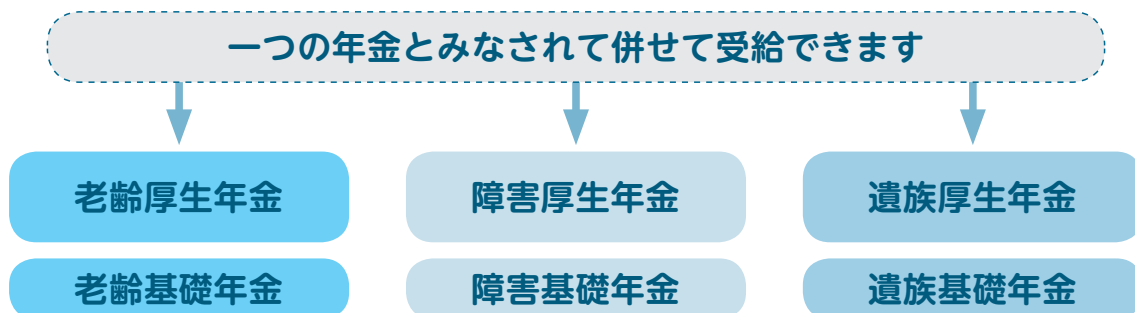 一つの年金とみなされて併せて受給できます
老齢厚生年金
障害厚生年金
遺族厚生年金
老齢基礎年金
障害基礎年金
遺族基礎年金